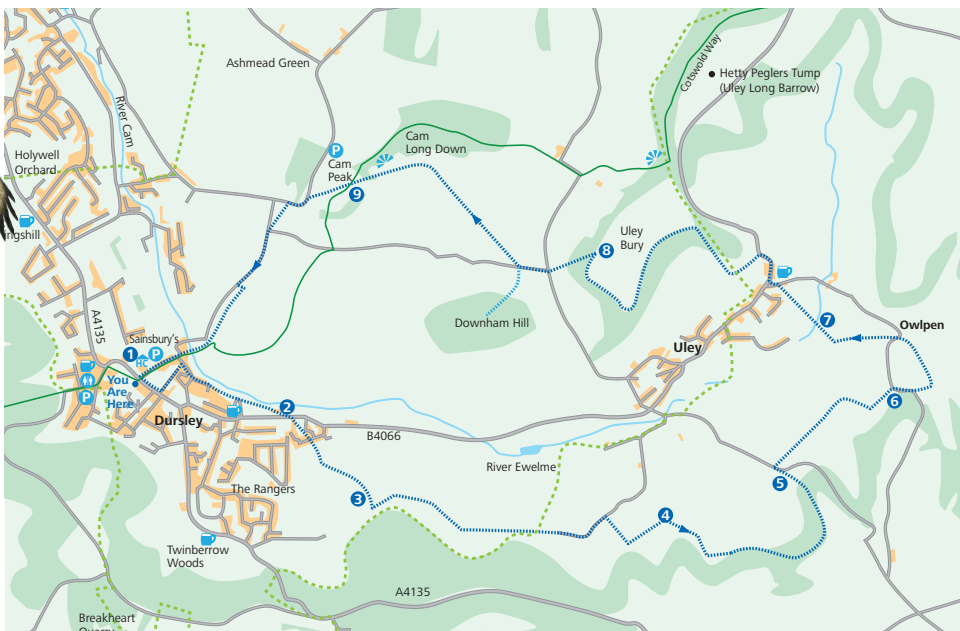 Ashmead Green
Cotswold Way
Hetty Peglers Tump
(Uley Long Barrow)
River Cam
Cam
Long Down
P
Cam
Peak
Holywell
Orchard
9
ngshill
Uley
Bury
8
A4135
Downham Hill
7
Owlpen
Sainsbury's
1
HC
P
Uley
You
Are
Here
P
6
2
Dursley
B4066
River Ewelme
5
The Rangers
3
4
Twinberrow
Woods
A4135
Breakheart
Quarry